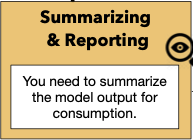 Summarizing
& Reporting
You need to summarize
the model output for
consumption.